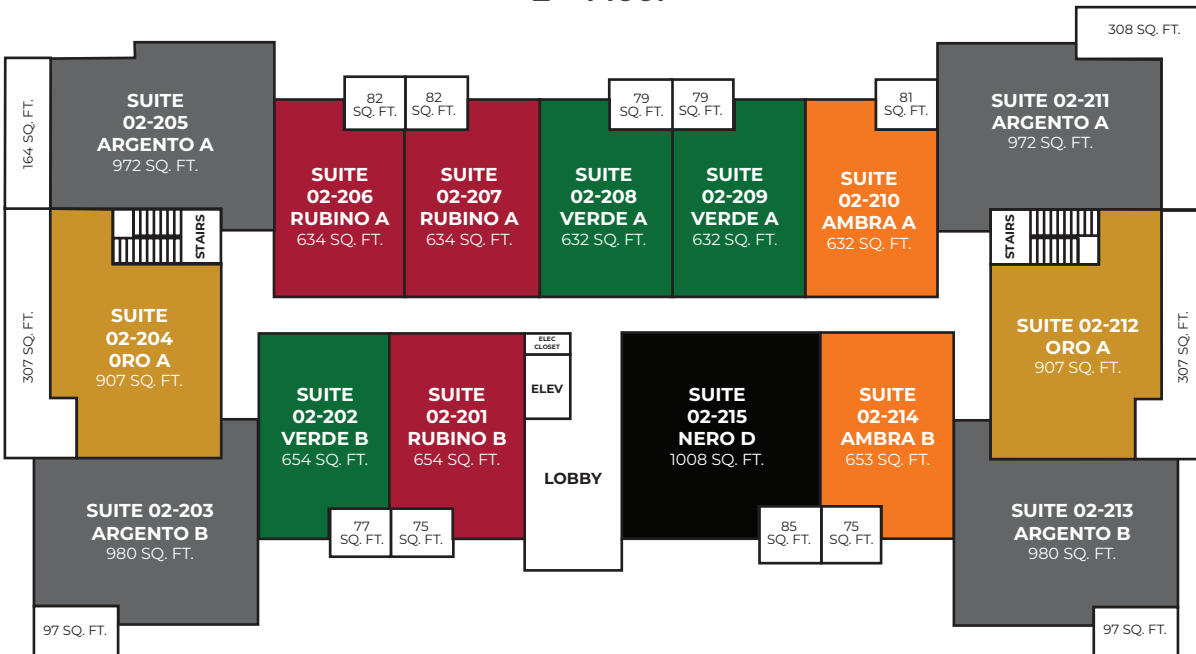 308 SQ. FT.
164 SQ. FT.
SUITE
02-205
ARGENTO A
972 SQ. FT.
82
SQ. FT.
82
SQ. FT.
79
SQ. FT.
79
SQ. FT.
81
SQ. FT.
SUITE 02-211
ARGENTO A
972 SQ. FT.
SUITE
02-206
RUBINO A
634 SQ. FT.
SUITE
02-207
RUBINO A
634 SQ. FT.
SUITE
02-208
VERDE A
632 SQ. FT.
SUITE
02-209
VERDE A
632 SQ. FT.
SUITE
02-210
AMBRA A
632 SQ. FT.
STAIRS
STAIRS
307 SQ. FT.
SUITE
02-204
0RO A
907 SQ. FT.
SUITE 02-212
ORO A
907 SQ. FT.
307 SQ. FT.
ELEC
CLOSET
ELEV
LOBBY
SUITE
02-202
VERDE B
654 SQ. FT.
SUITE
02-201
RUBINO B
654 SQ. FT.
SUITE
02-215
NERO D
1008 SQ. FT.
SUITE
02-214
AMBRA B
653 SQ. FT.
SUITE 02-203
ARGENTO B
980 SQ. FT.
77
SQ. FT.
75
SQ. FT.
85
SQ. FT.
75
SQ. FT.
SUITE 02-213
ARGENTO B
980 SQ. FT.
97 SQ. FT.
97 SQ. FT.